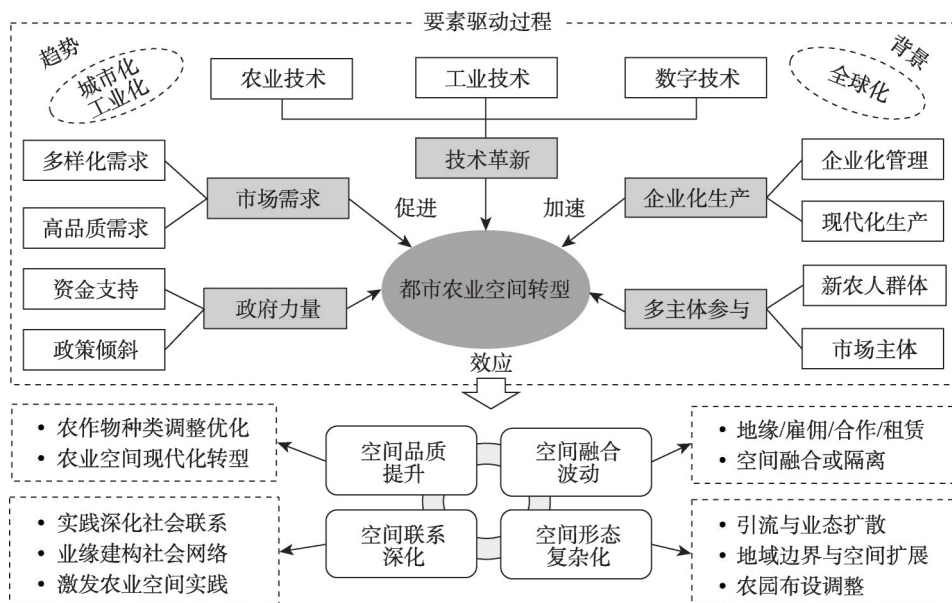 要素驱动过程
趋势
城市化
工业化
背景
全球化
农业技术
工业技术
数字技术
技术革新
多样化需求
高品质需求
市场需求
促进
加速
企业化生产
企业化管理
现代化生产
都市农业空间转型
资金支持
政策倾斜
政府力量
多主体参与
新农人群体
市场主体
效应
• 农作物种类调整优化
• 农业空间现代化转型
空间品质
提升
空间融合
波动
• 地缘/雇佣/合作/租赁
• 空间融合或隔离
• 实践深化社会联系
• 业缘建构社会网络
• 激发农业空间实践
空间联系
深化
空间形态
复杂化
• 引流与业态扩散
• 地域边界与空间扩展
• 农园布设调整